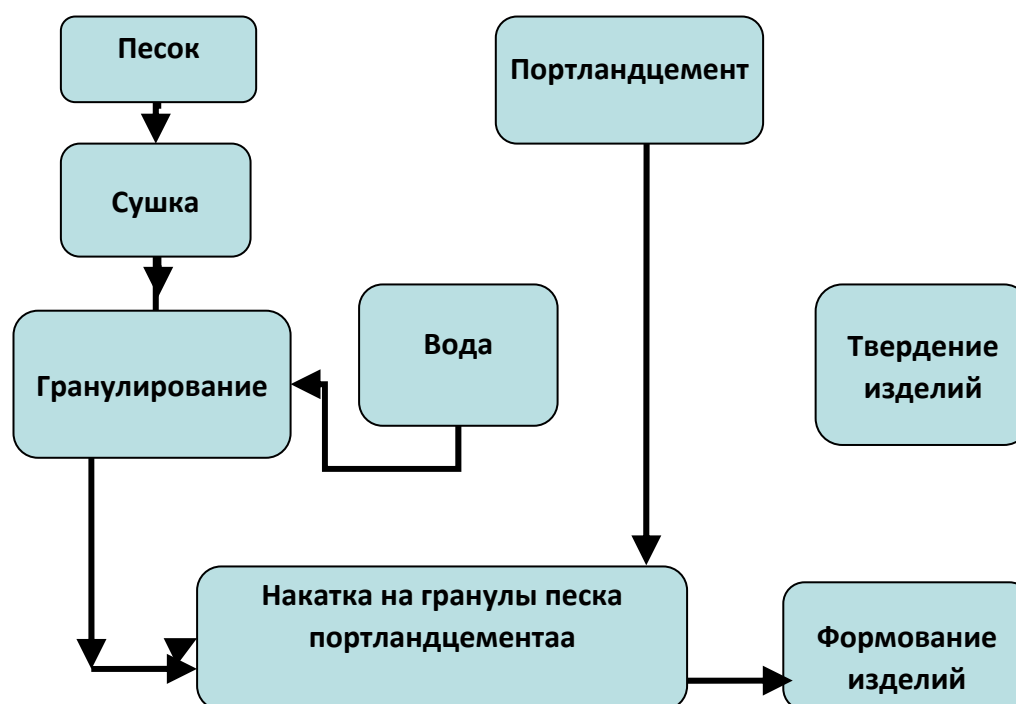 Песок
Портландцемент
Сушка
Вода
Гранулирование
Твердение
изделий
Накатка на гранулы песка
портландцементаа
Формование
изделий